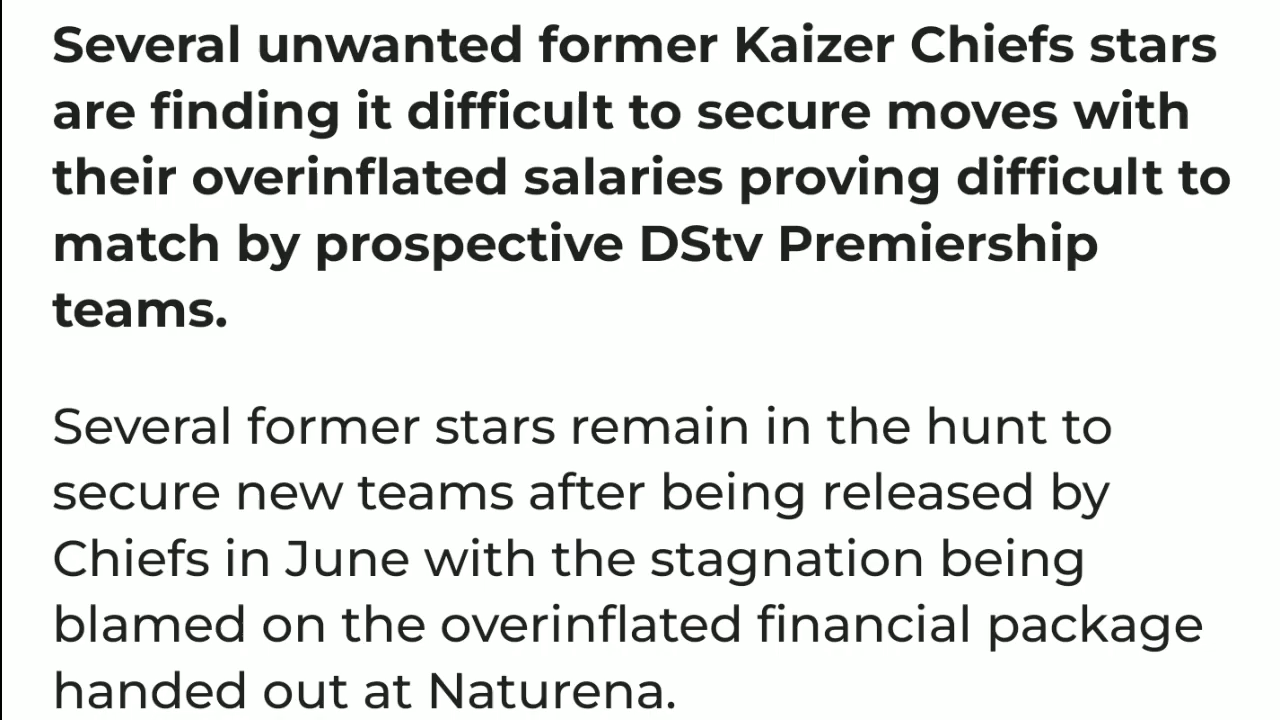 Several unwanted former Kaizer Chiefs stars
are finding it difficult to secure moves with
their overinflated salaries proving difficult to
match by prospective DStv Premiership
teams.
Several former stars remain in the hunt to
secure new teams after being released by
Chiefs in June with the stagnation being
blamed on the overinflated financial package
handed out at Naturena.